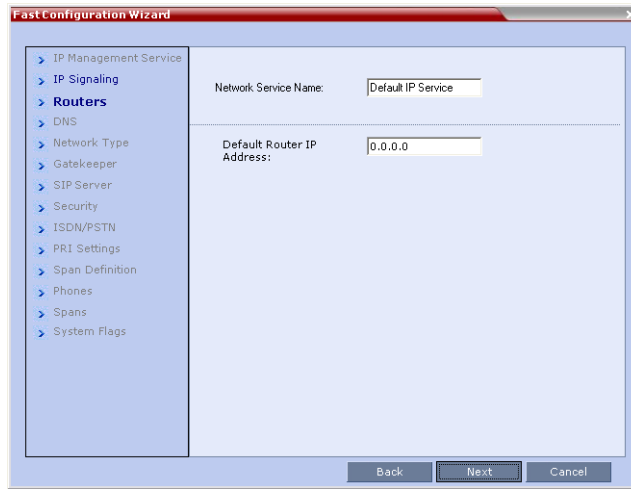 Fast Configuration Wizard
IP Management Service
IP Signaling
Routers
DNS
Network Type
Gatekeeper
SIP Server
Security
ISDN/PSTN
PRI Settings
Span Definition
Phones
Spans
System Flags
Network Service Name:
Default IP Service
Default Router IP
Address:
0.0.0.0
Back
Next
Cancel